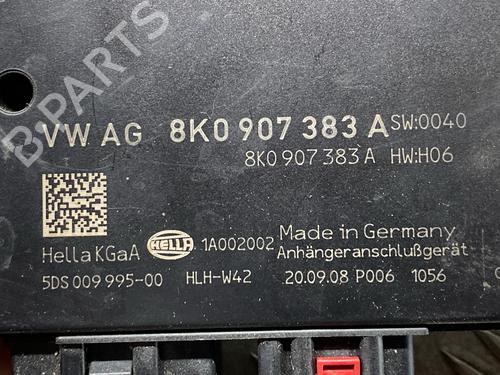 B-PARTS
VW AG 8K0 907 383 A SW:0040
8K0 907 383 A HW:H06
Hella KGaA HELLA 1A002002 Made in Germany
Anhängeranschlußgerät
5DS 009 995-00 HLH-W42 20.09.08 P006 1056